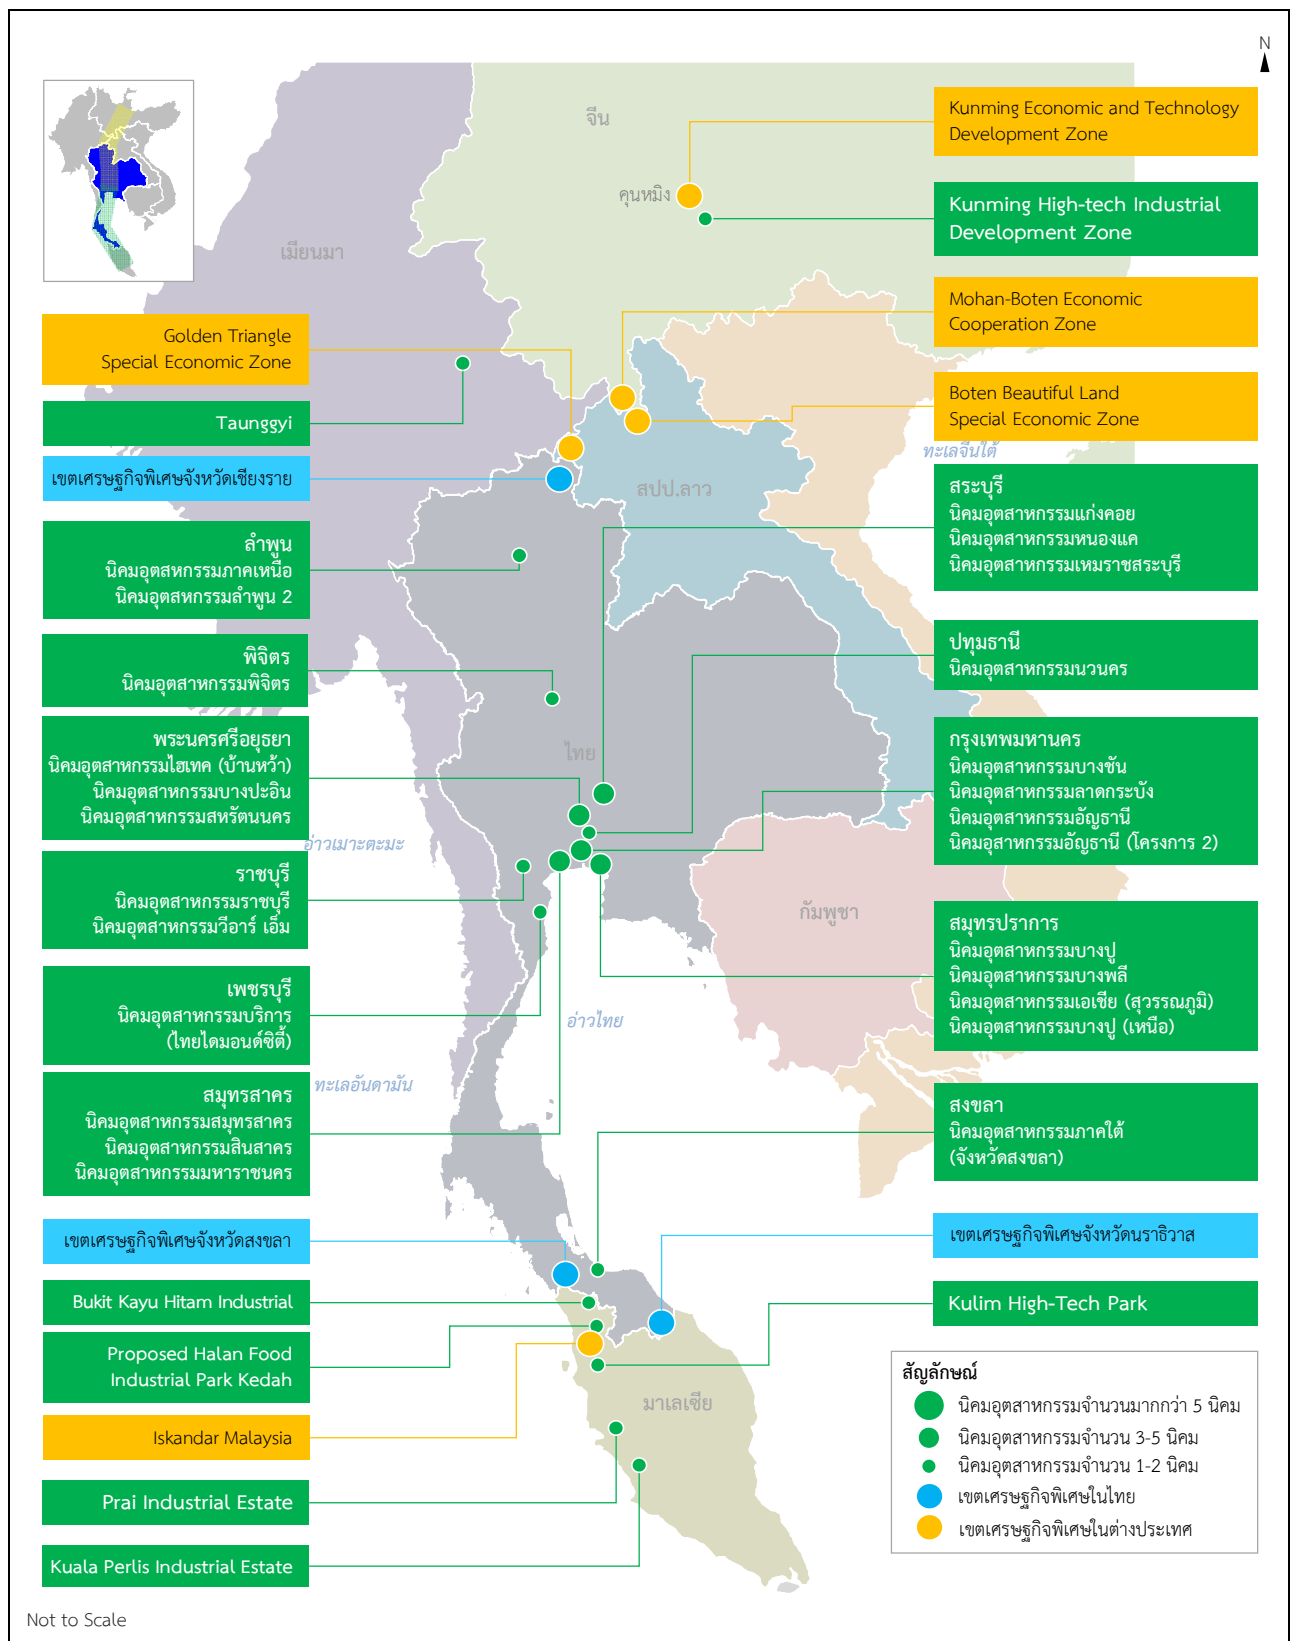 N
จีน
คุนหมิง
เมียนมา
สปป.ลาว
ทะเลจีนใต้
ไทย
อ่าวเมาะตะมะ
กัมพูชา
อ่าวไทย
ทะเลอันดามัน
มาเลเซีย
Golden Triangle
Special Economic Zone
Taunggyi
เขตเศรษฐกิจพิเศษจังหวัดเชียงราย
ลำพูน
นิคมอุตสหกรรมภาคเหนือ
นิคมอุตสหกรรมลำพูน 2
พิจิตร
นิคมอุตสาหกรรมพิจิตร
พระนครศรีอยุธยา
นิคมอุตสาหกรรมไฮเทค (บ้านหว้า)
นิคมอุตสาหกรรมบางปะอิน
นิคมอุตสาหกรรมสหรัตนนคร
ราชบุรี
นิคมอุตสาหกรรมราชบุรี
นิคมอุตสาหกรรมวีอาร์ เอ็ม
เพชรบุรี
นิคมอุตสาหกรรมบริการ
(ไทยไดมอนด์ซิตี้)
สมุทรสาคร
นิคมอุตสาหกรรมสมุทรสาคร
นิคมอุตสาหกรรมสินสาคร
นิคมอุตสาหกรรมมหาราชนคร
เขตเศรษฐกิจพิเศษจังหวัดสงขลา
Bukit Kayu Hitam Industrial
Proposed Halan Food
Industrial Park Kedah
Iskandar Malaysia
Prai Industrial Estate
Kuala Perlis Industrial Estate
Kunming Economic and Technology
Development Zone
Kunming High-tech Industrial
Development Zone
Mohan-Boten Economic
Cooperation Zone
Boten Beautiful Land
Special Economic Zone
สระบุรี
นิคมอุตสาหกรรมแก่งคอย
นิคมอุตสาหกรรมหนองแค
นิคมอุตสาหกรรมเหมราชสระบุรี
ปทุมธานี
นิคมอุตสาหกรรมนวนคร
กรุงเทพมหานคร
นิคมอุตสาหกรรมบางชัน
นิคมอุตสาหกรรมลาดกระบัง
นิคมอุตสาหกรรมอัญธานี
นิคมอุสาหกรรมอัญธานี (โครงการ 2)
สมุทรปราการ
นิคมอุตสาหกรรมบางปู
นิคมอุตสาหกรรมบางพลี
นิคมอุตสาหกรรมเอเชีย (สุวรรณภูมิ)
นิคมอุตสาหกรรมบางปู (เหนือ)
สงขลา
นิคมอุตสาหกรรมภาคใต้
(จังหวัดสงขลา)
เขตเศรษฐกิจพิเศษจังหวัดนราธิวาส
Kulim High-Tech Park
สัญลักษณ์
นิคมอุตสาหกรรมจำนวนมากกว่า 5 นิคม
นิคมอุตสาหกรรมจำนวน 3-5 นิคม
นิคมอุตสาหกรรมจำนวน 1-2 นิคม
เขตเศรษฐกิจพิเศษในไทย
เขตเศรษฐกิจพิเศษในต่างประเทศ
Not to Scale